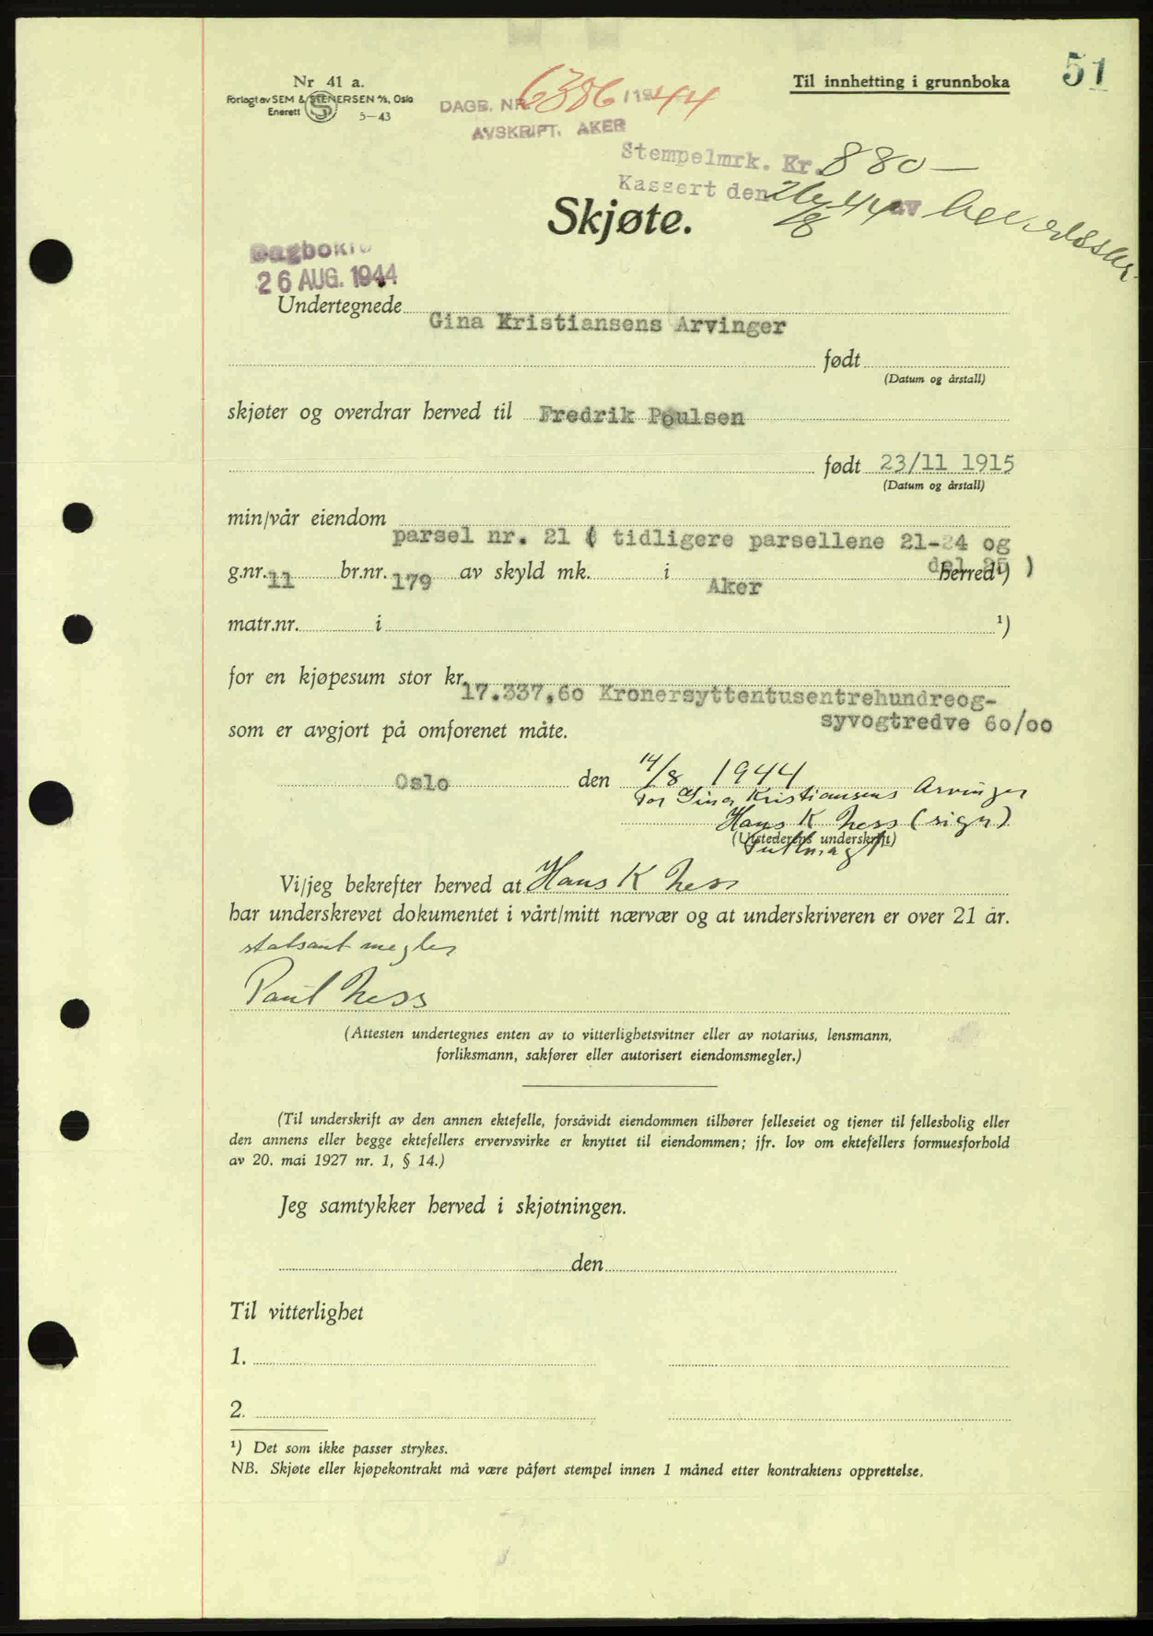 51
Nr 41 a.
Til innhefting i grunnboka
Forlagt av SEM & STENERSEN A/S, Oslo
Enerett S 5-43
DAGB. NR 6386/1944
AVSKRIFT. AKER
Stempelmrk. Kr. 880—
Kassert den 26/8 44 av
Skjøte.
Dagbokf
26 AUG. 1944
Undertegnede Gina Kristiansens Arvinger
født
(Datum og årstall)
skjøter og overdrar herved til Fredrik Poulsen
født 23/11 1915
(Datum og årstall)
min/vår eiendom
parsel nr. 21 ( tidligere parsellene 21-24 og
del 25 )
g.nr. 11 br.nr. 179 av skyld mk. i Aker herred¹)
matr.nr. i ¹)
for en kjøpesum stor kr. 17.337,60 Kronersyttentusentrehundreog-
syvogtredve 60/00
som er avgjort på omforenet måte.
Oslo den 14/8 1944
for Gina Kristiansens Arvinger
Hans K Ness (sign)
(Utstederens underskrift)
Fullmagt
Vi/jeg bekrefter herved at Hans K Ness
har underskrevet dokumentet i vårt/mitt nærvær og at underskriveren er over 21 år.
statsaut megler
Paul Ness
(Attesten undertegnes enten av to vitterlighetsvitner eller av notarius, lensmann,
forliksmann, sakfører eller autorisert eiendomsmegler.)
(Til underskrift av den annen ektefelle, forsåvidt eiendommen tilhører felleseiet og tjener til fellesbolig eller
den annens eller begge ektefellers ervervsvirke er knyttet til eiendommen; jfr. lov om ektefellers formuesforhold
av 20. mai 1927 nr. 1, § 14.)
Jeg samtykker herved i skjøtningen.
den
Til vitterlighet
1.
2.
¹) Det som ikke passer strykes.
NB. Skjøte eller kjøpekontrakt må være påført stempel innen 1 måned etter kontraktens opprettelse.